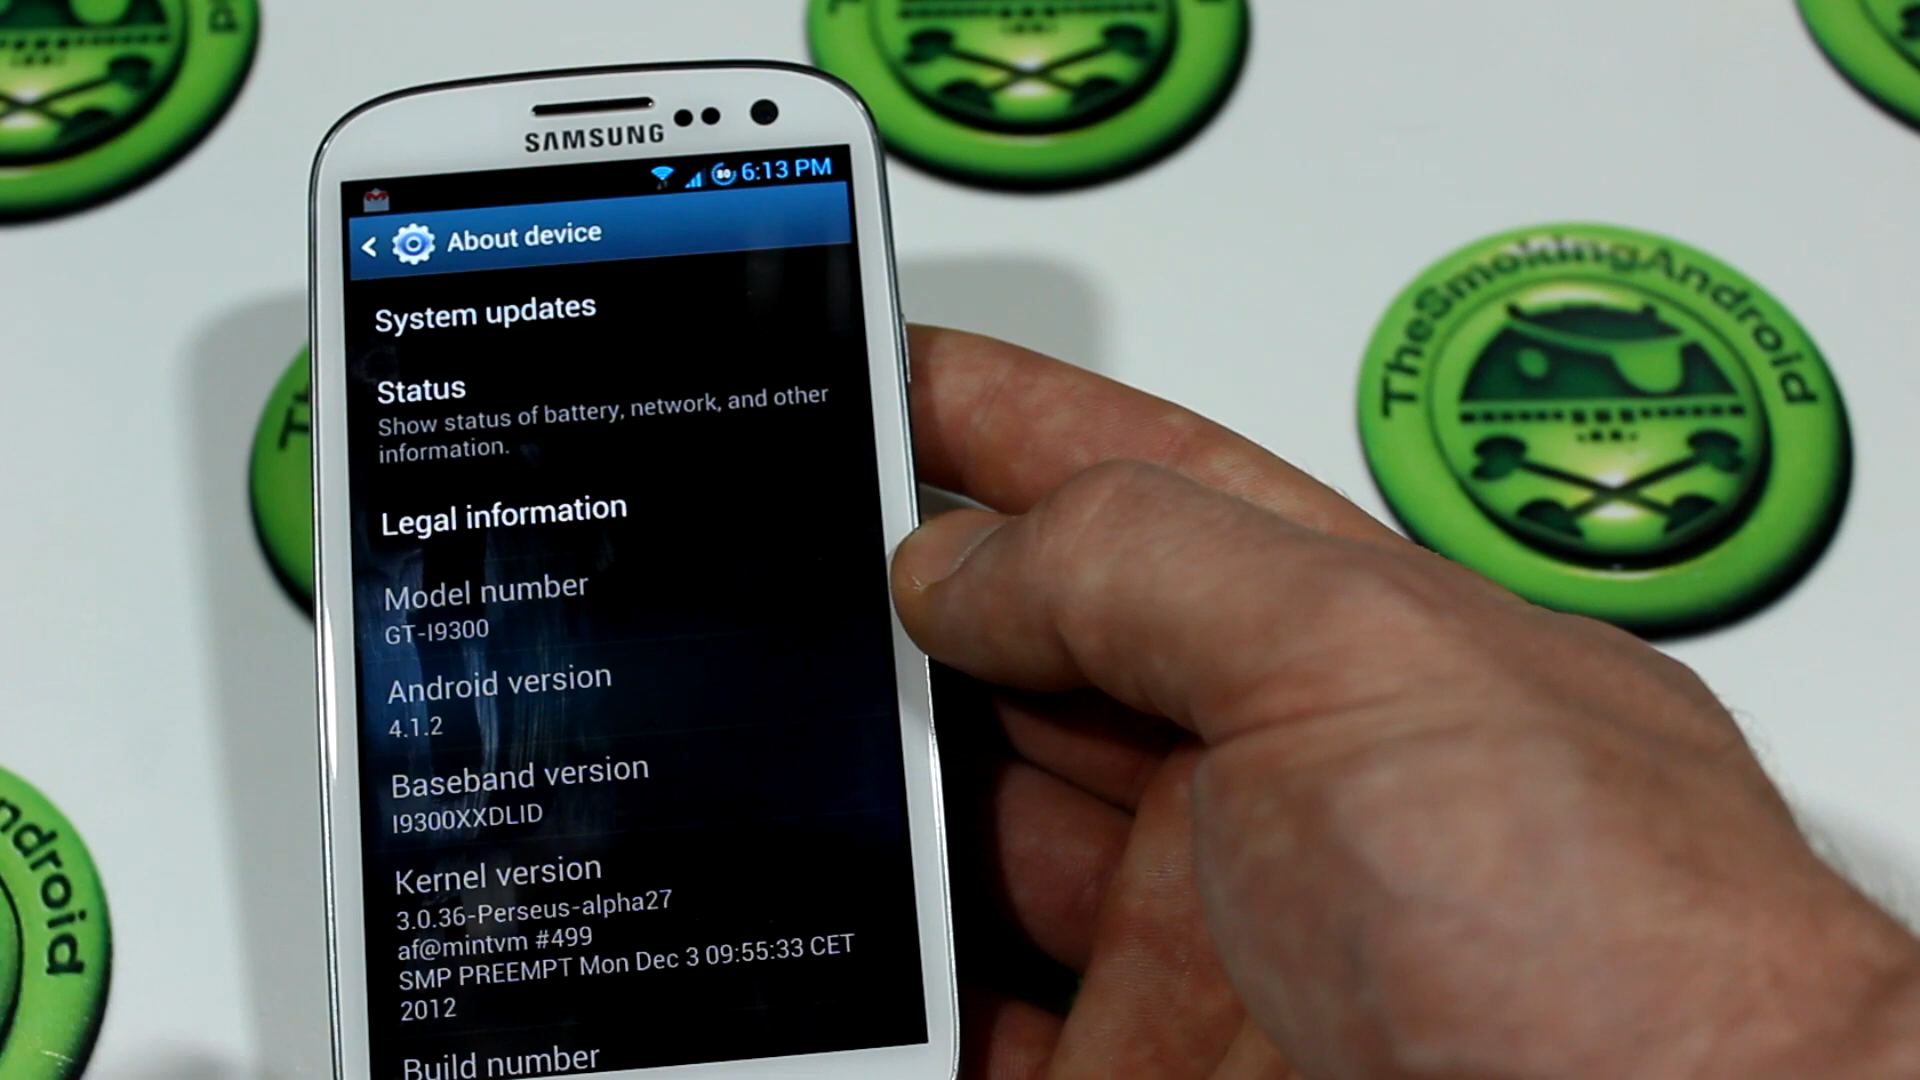 SAMSUNG
80 6:13 PM
< About device
System updates
Status
Show status of battery, network, and other
information.
Legal information
Model number
GT-I9300
Android version
4.1.2
Baseband version
I9300XXDLID
Kernel version
3.0.36-Perseus-alpha27
af@mintvm #499
SMP PREEMPT Mon Dec 3 09:55:33 CET
2012
Build number
TheSmokingAndroid
ndroid